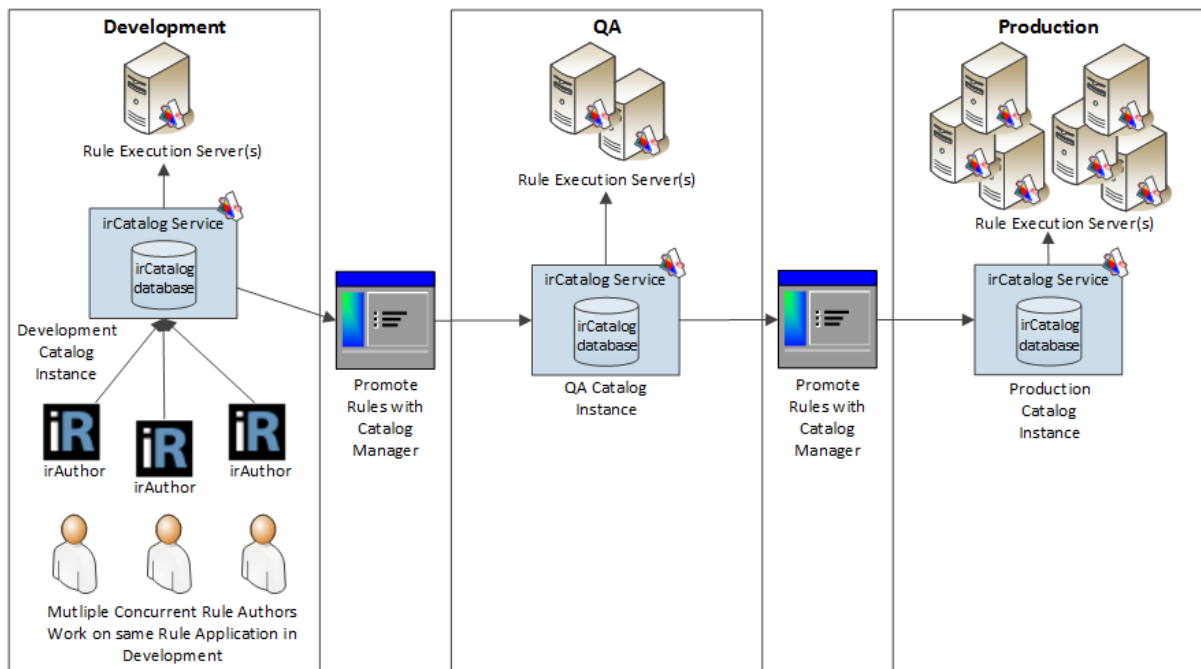 Development
Rule Execution Server(s)
irCatalog Service
irCatalog
database
Development
Catalog
Instance
iR
irAuthor
iR
irAuthor
iR
irAuthor
Mutliple Concurrent Rule Authors
Work on same Rule Application in
Development
Promote
Rules with
Catalog
Manager
QA
Rule Execution Server(s)
irCatalog Service
irCatalog
database
QA Catalog
Instance
Promote
Rules with
Catalog
Manager
Production
Rule Execution Server(s)
irCatalog Service
irCatalog
database
Production
Catalog
Instance